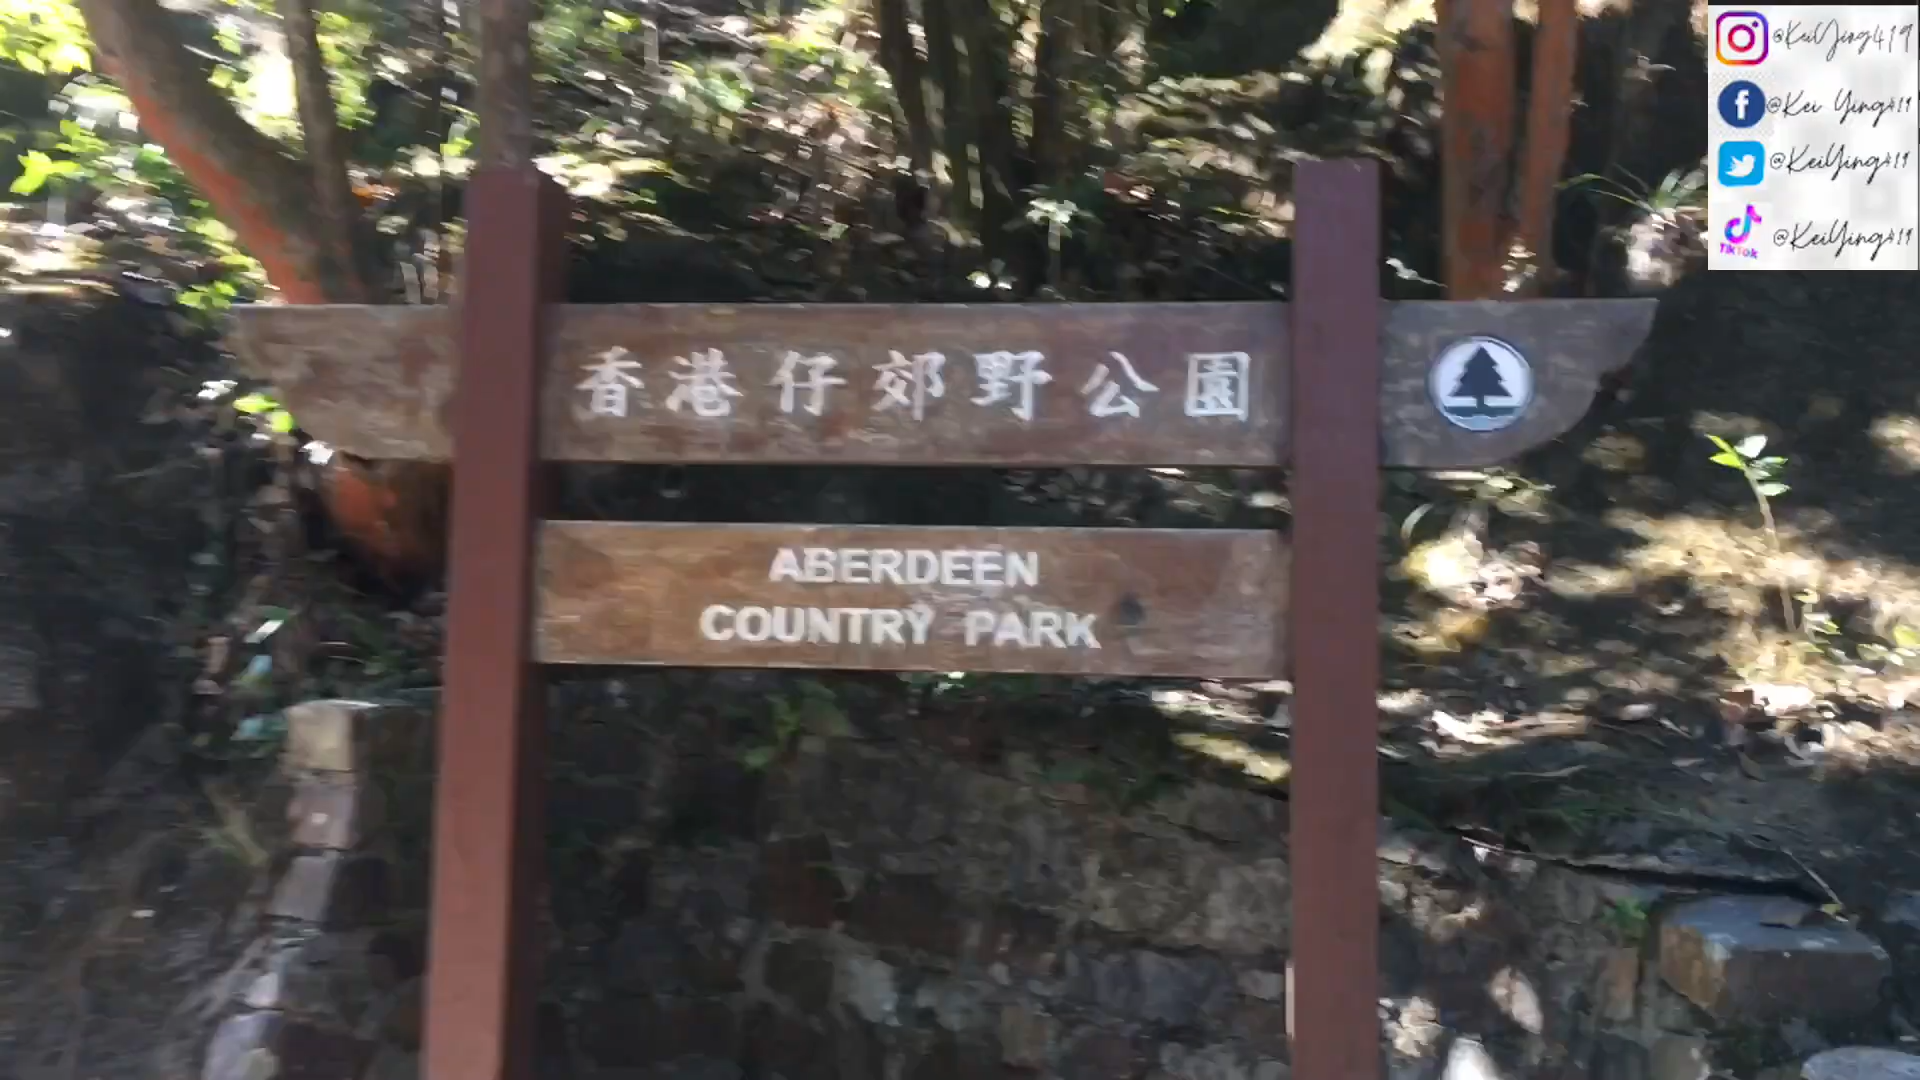 香港仔郊野公園
ABERDEEN
COUNTRY PARK
@KeiYing419
@Kei Ying419
@KeiYing419
TikTok
@KeiYing419